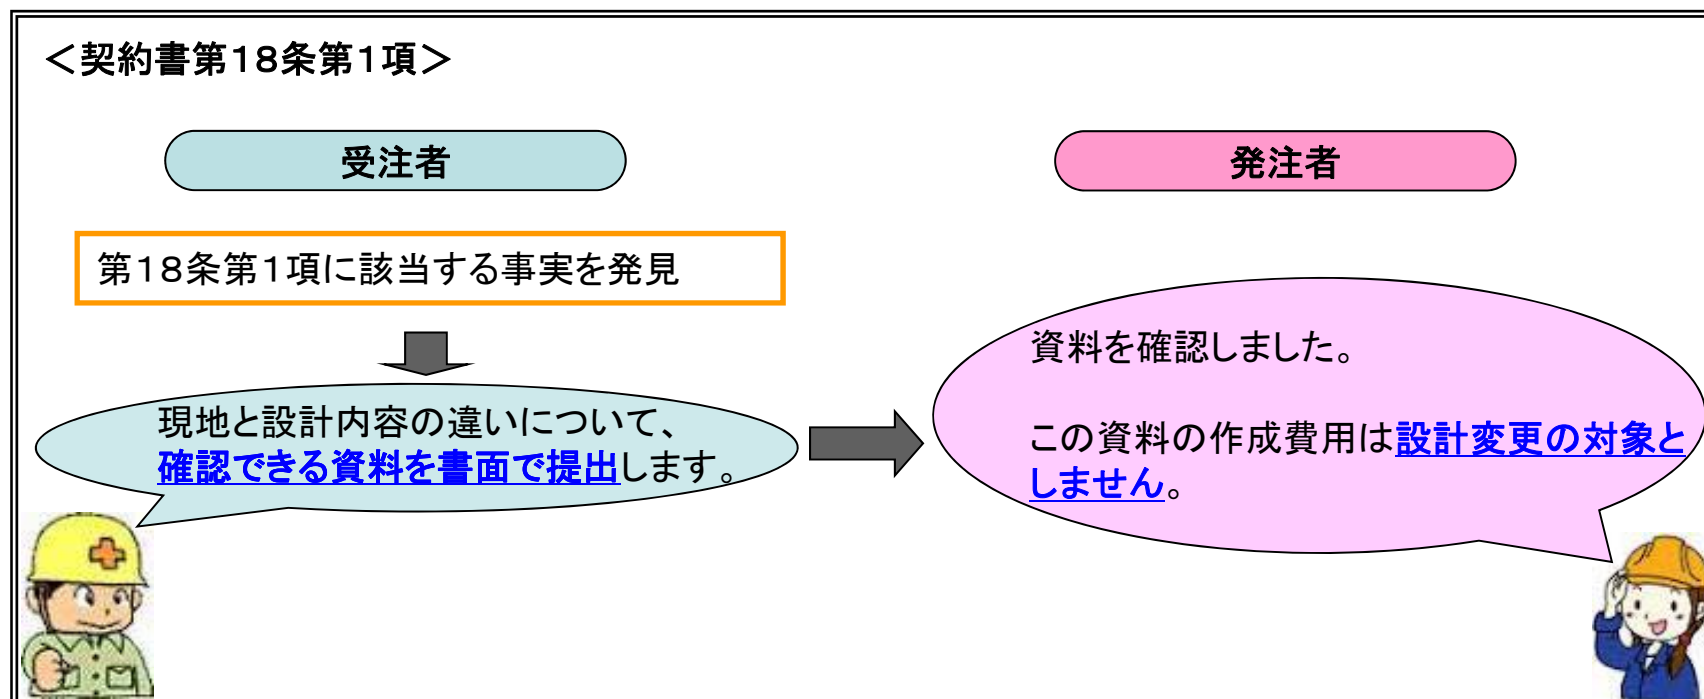 ＜契約書第１８条第１項＞
受注者
発注者
第１８条第１項に該当する事実を発見
現地と設計内容の違いについて、
確認できる資料を書面で提出します。
資料を確認しました。
この資料の作成費用は設計変更の対象と
しません。